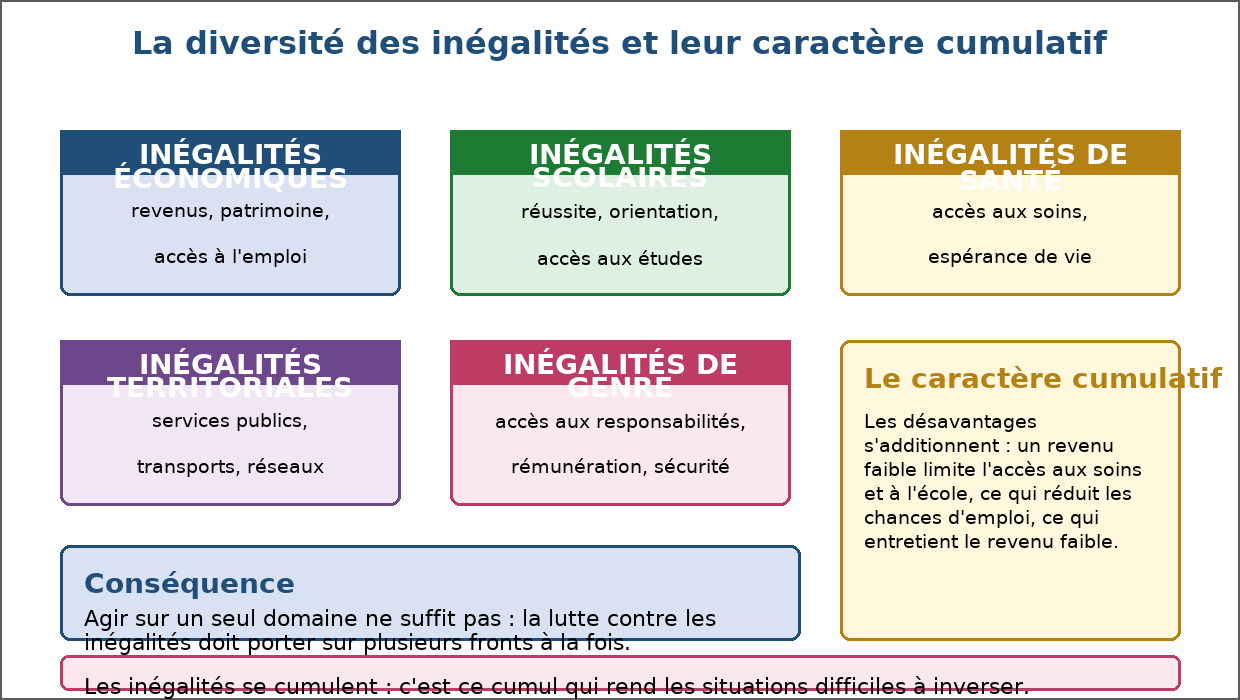 La diversité des inégalités et leur caractère cumulatif
INÉGALITÉS
ÉCONOMIQUES
revenus, patrimoine,
accès à l'emploi
INÉGALITÉS
SCOLAIRES
réussite, orientation,
accès aux études
INÉGALITÉS DE
SANTÉ
accès aux soins,
espérance de vie
INÉGALITÉS
TERRITORIALES
services publics,
transports, réseaux
INÉGALITÉS DE
GENRE
accès aux responsabilités,
rémunération, sécurité
Le caractère cumulatif
Les désavantages
s'additionnent : un revenu
faible limite l'accès aux soins
et à l'école, ce qui réduit les
chances d'emploi, ce qui
entretient le revenu faible.
Conséquence
Agir sur un seul domaine ne suffit pas : la lutte contre les
inégalités doit porter sur plusieurs fronts à la fois.
Les inégalités se cumulent : c'est ce cumul qui rend les situations difficiles à inverser.